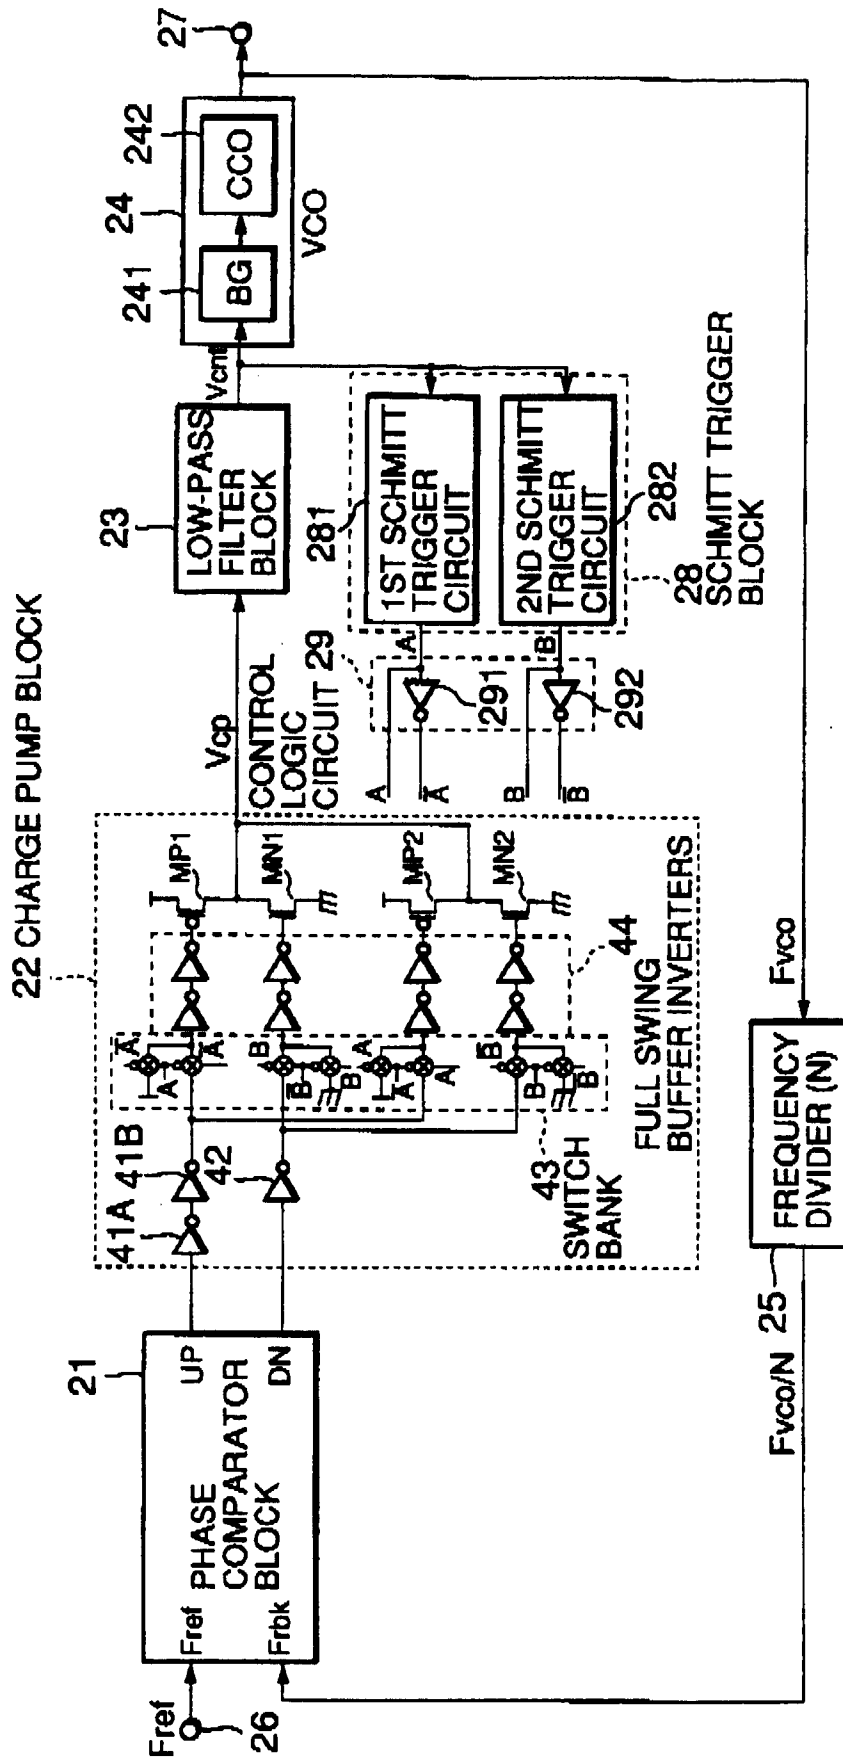 22 CHARGE PUMP BLOCK
21
PHASE
COMPARATOR
BLOCK
Fref
Frbk
UP
DN
Fref
26
41A
41B
42
43
SWITCH
BANK
44
FULL SWING
BUFFER INVERTERS
A̅
A
A̅
B
B̅
B
A
A̅
A
B̅
B
B̅
MP1
MN1
MP2
MN2
Vcp
CONTROL
LOGIC
CIRCUIT 29
A
A̅
B
B̅
291
292
A
B
23
LOW-PASS
FILTER
BLOCK
Vcnt
281
1ST SCHMITT
TRIGGER
CIRCUIT
2ND SCHMITT
TRIGGER
CIRCUIT
282
28
SCHMITT TRIGGER
BLOCK
241
24
242
BG
CCO
VCO
27
Fvco
FREQUENCY
DIVIDER (N)
25
Fvco/N